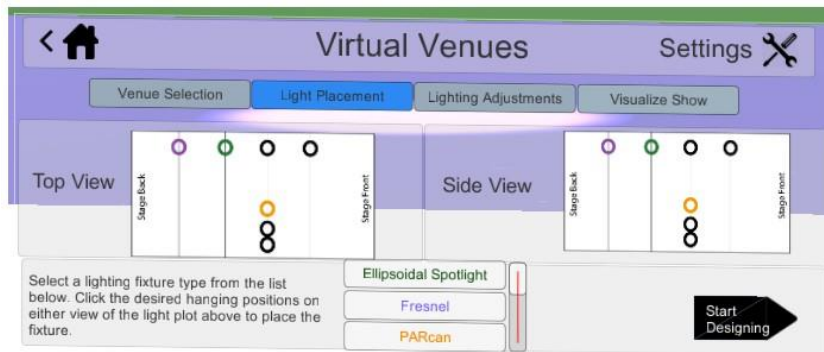 Virtual Venues
Settings
Venue Selection
Light Placement
Lighting Adjustments
Visualize Show
Top View
Stage Back
Stage Front
Side View
Stage Back
Stage Front
Select a lighting fixture type from the list
below. Click the desired hanging positions on
either view of the light plot above to place the
fixture.
Ellipsoidal Spotlight
Fresnel
PARcan
Start
Designing